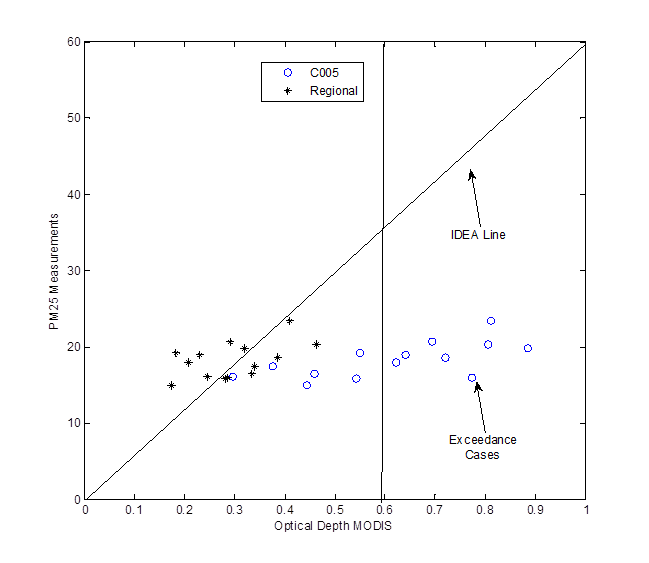 60
C005
Regional
50
40
IDEA Line
PM25 Measurements
30
20
10
Exceedance
Cases
0
0 0.1 0.2 0.3 0.4 0.5 0.6 0.7 0.8 0.9 1
Optical Depth MODIS